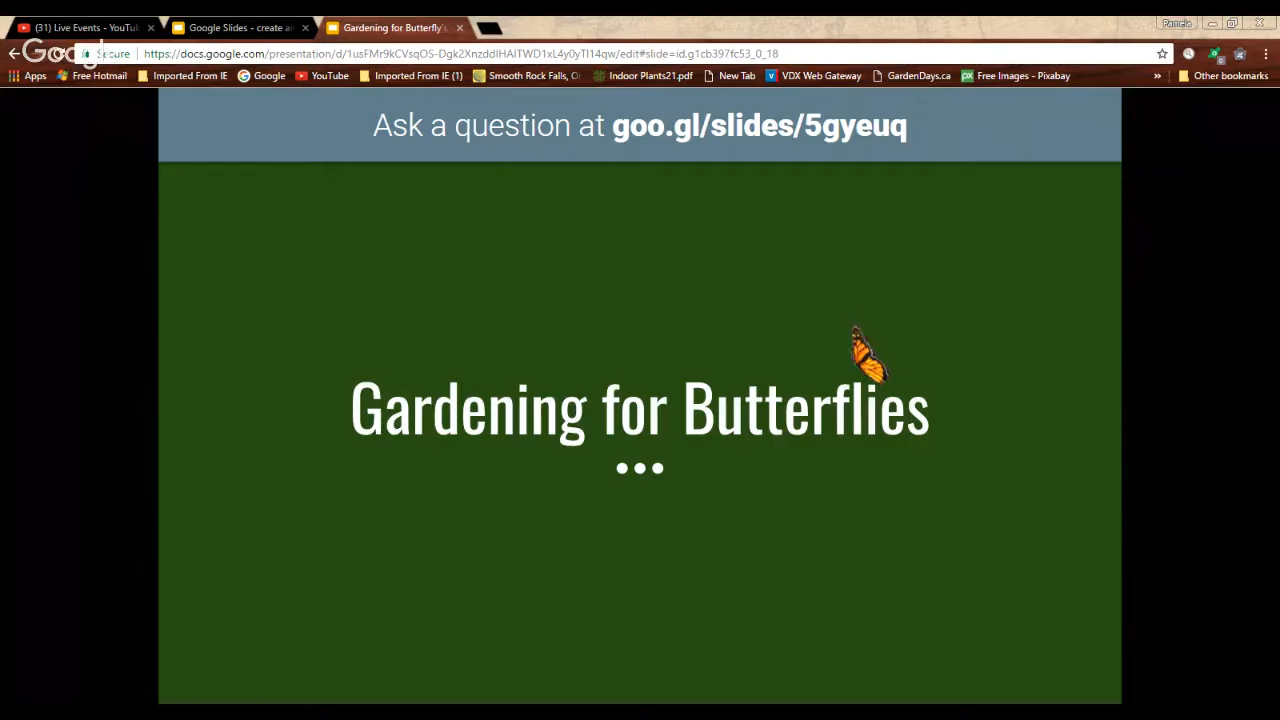 (31) Live Events - YouTub
Google Slides - create an
Gardening for Butterfly's
Pamela
Secure
https://docs.google.com/presentation/d/1usFMr9kCVsqOS-Dgk2XnzddIHAITWD1xL4y0yTI14qw/edit#slide=id.g1cb397fc53_0_18
Apps Free Hotmail Imported From IE Google YouTube Imported From IE (1) Smooth Rock Falls, O Indoor Plants21.pdf New Tab VDX Web Gateway GardenDays.ca Free Images - Pixabay » Other bookmarks
Ask a question at goo.gl/slides/5gyeuq
Gardening for Butterflies